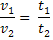 v₁/v₂ = t₁/t₂